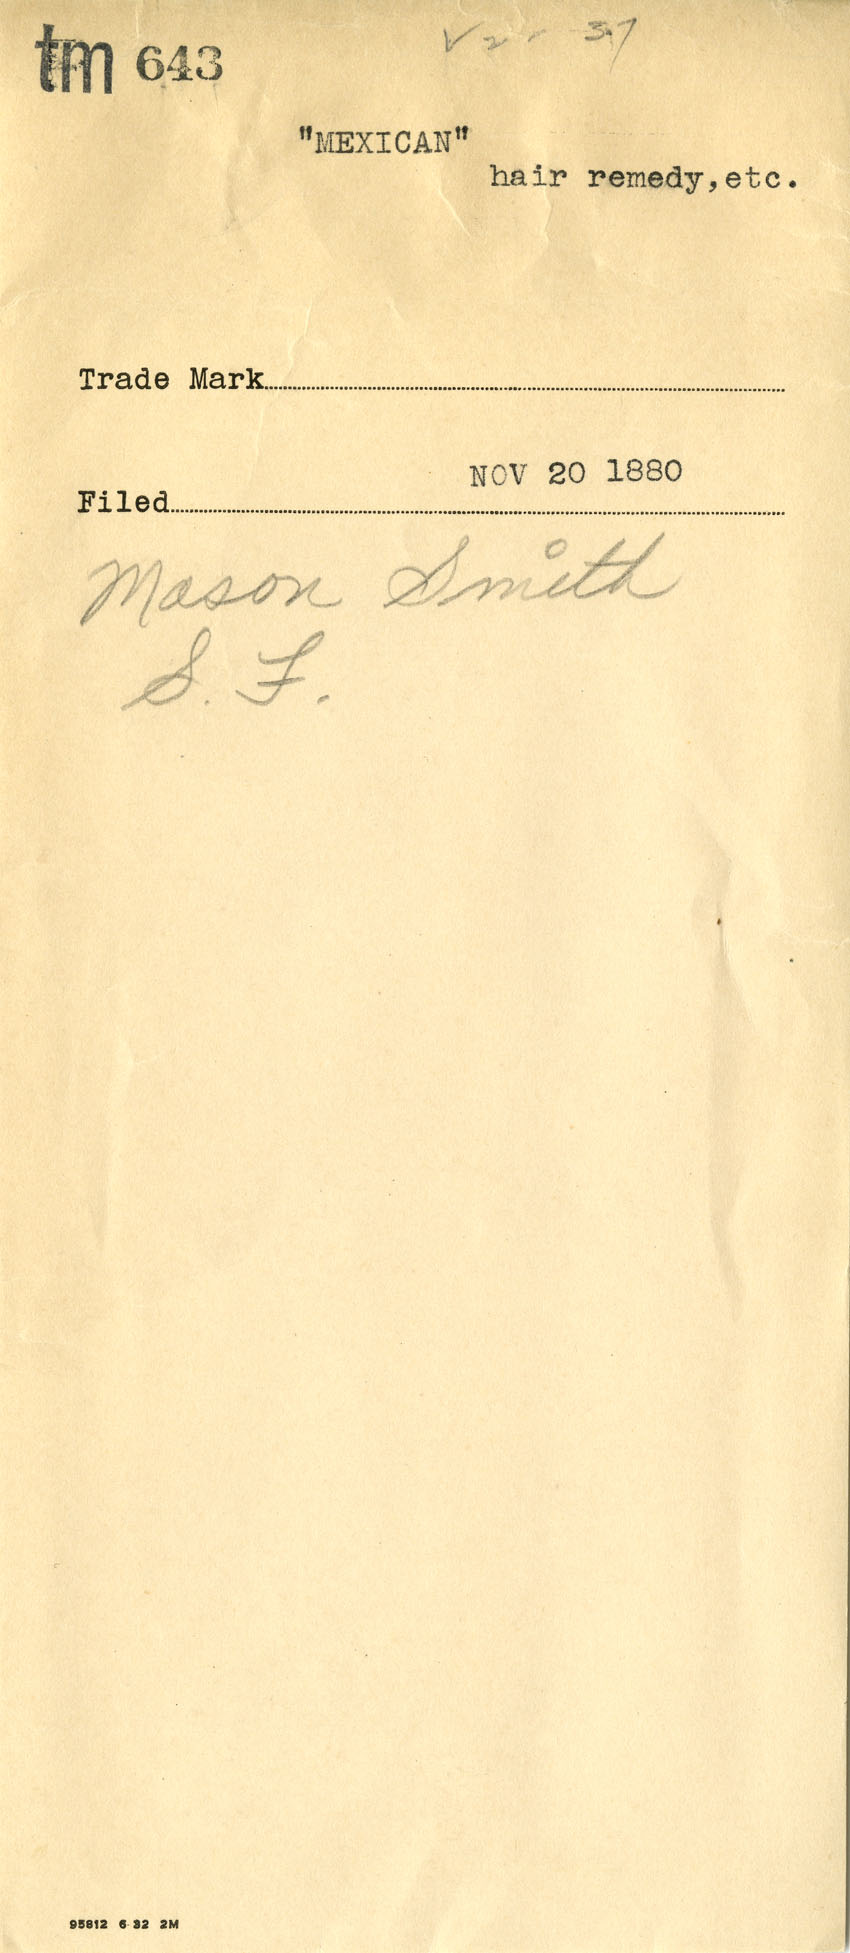 tm 643
"MEXICAN"
hair remedy,etc.
Trade Mark
NOV 20 1880
Filed
Mason Smith
S. F.
95812 6-32 2M